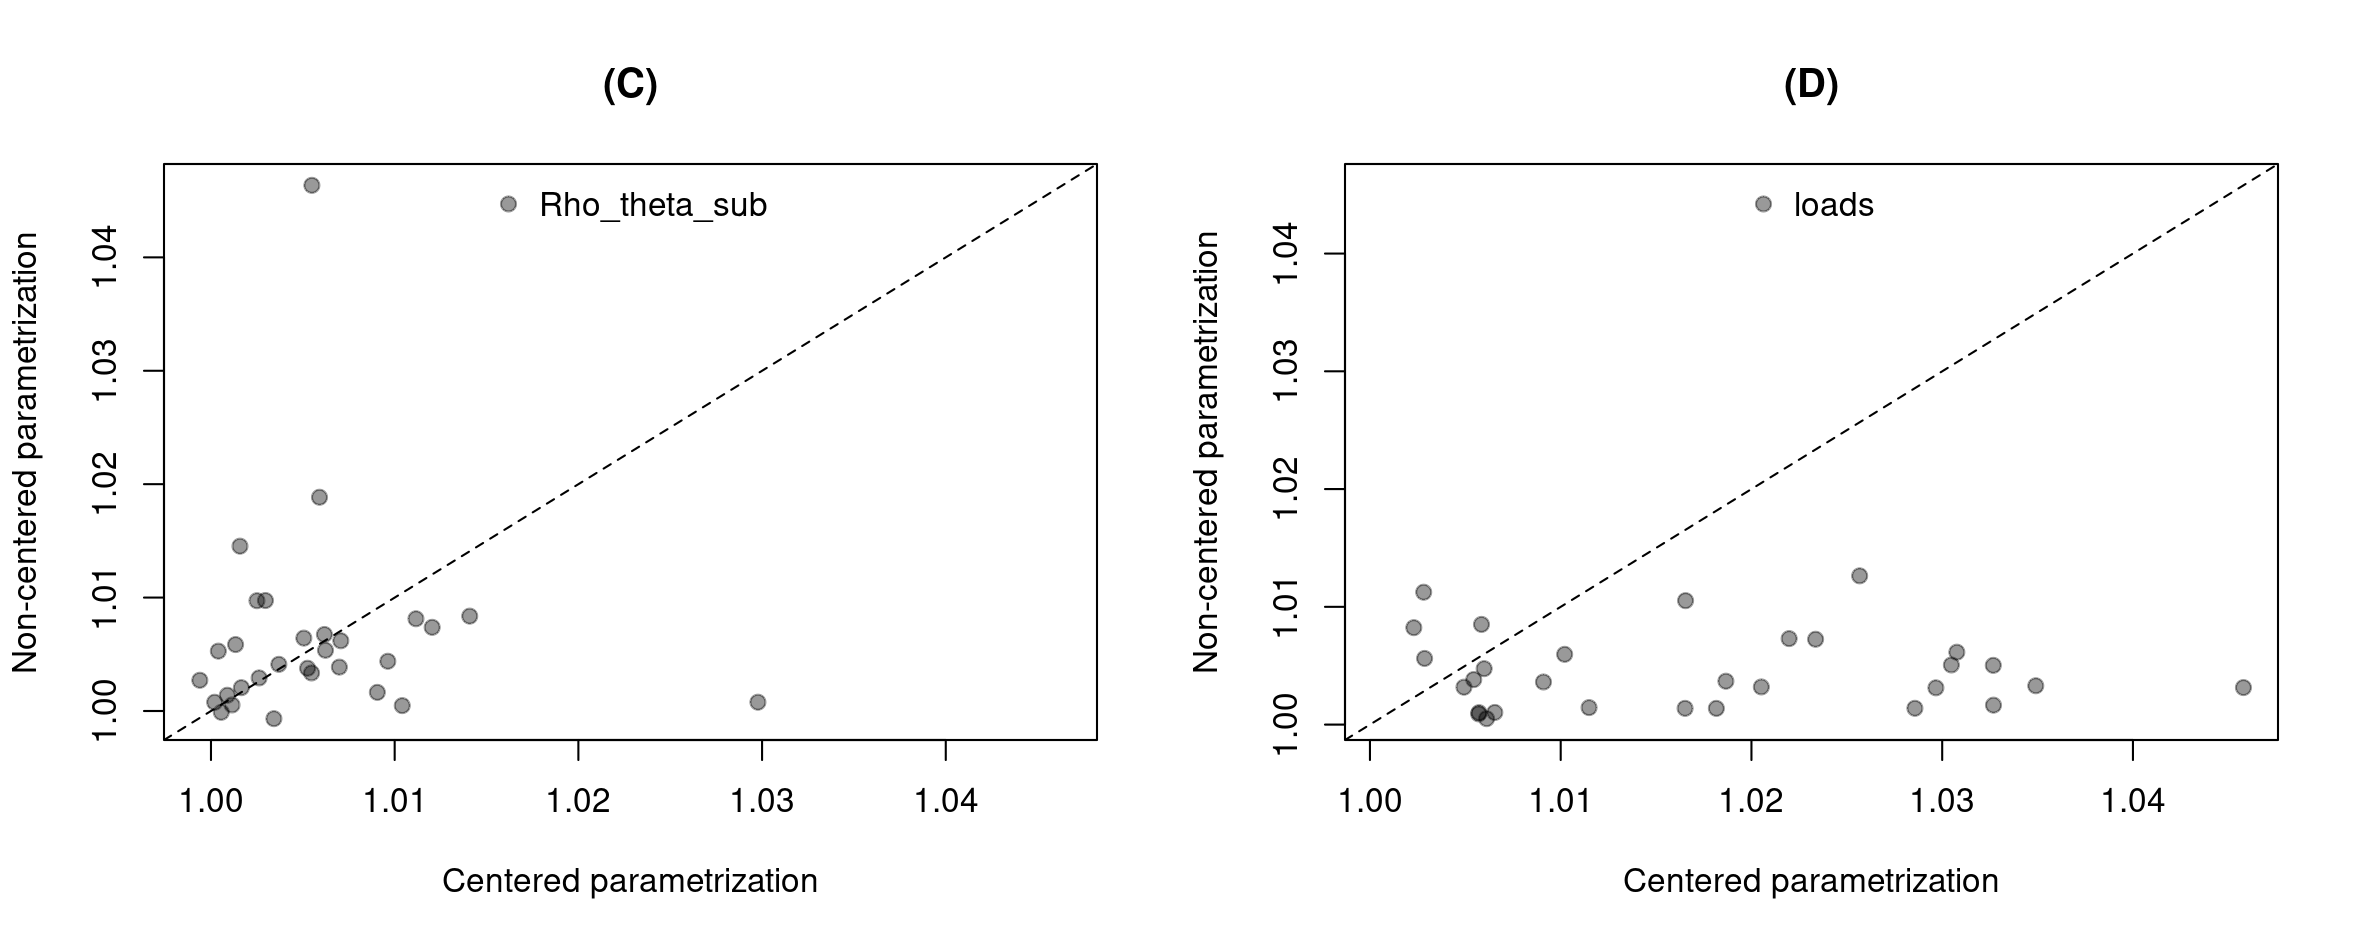 (C)
Rho_theta_sub
Non-centered parametrization
1.04
1.03
1.02
1.01
1.00
1.00 1.01 1.02 1.03 1.04
Centered parametrization
(D)
loads
Non-centered parametrization
1.04
1.03
1.02
1.01
1.00
1.00 1.01 1.02 1.03 1.04
Centered parametrization